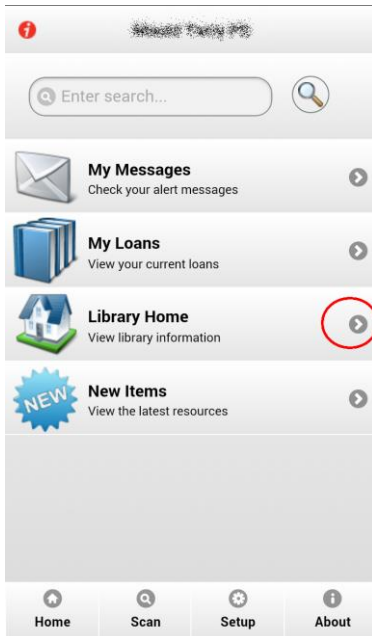 Enter search...
My Messages
Check your alert messages
My Loans
View your current loans
Library Home
View library information
NEW
New Items
View the latest resources
Home
Scan
Setup
About